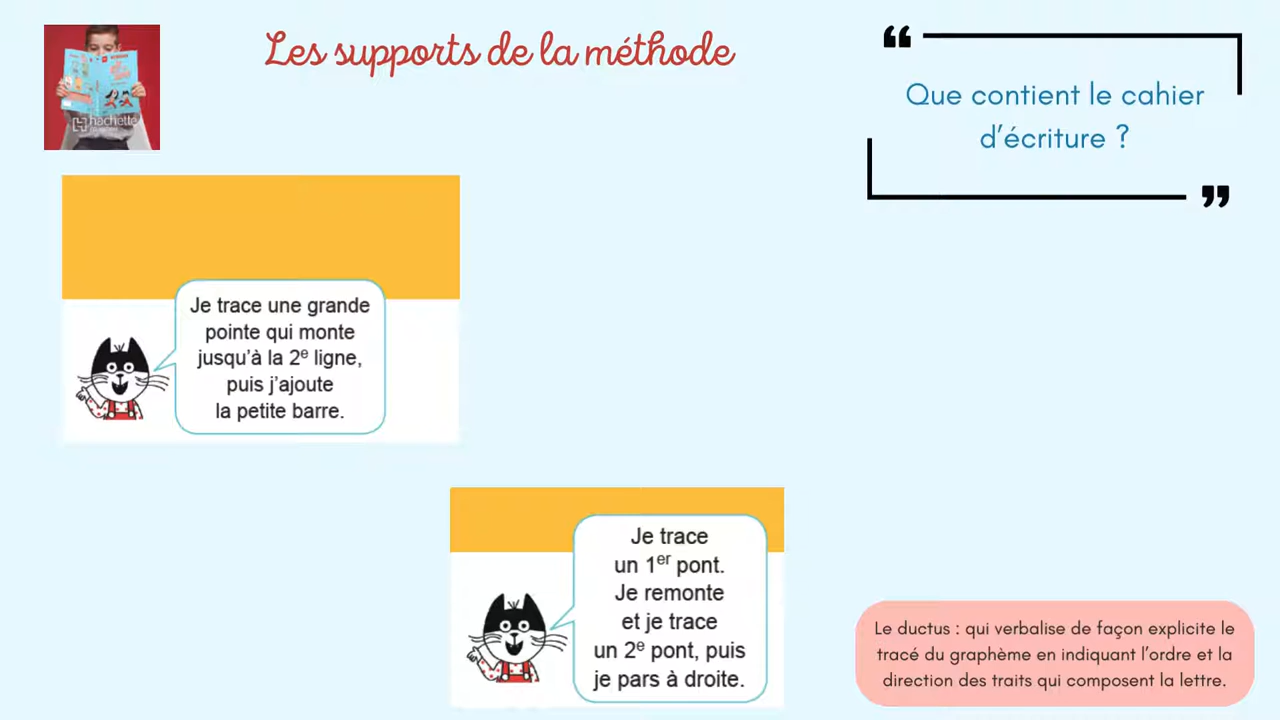 Les supports de la méthode
Que contient le cahier
d’écriture ?
hachette
Je trace une grande
pointe qui monte
jusqu’à la 2e ligne,
puis j’ajoute
la petite barre.
Je trace
un 1er pont.
Je remonte
et je trace
un 2e pont, puis
je pars à droite.
Le ductus : qui verbalise de façon explicite le
tracé du graphème en indiquant l’ordre et la
direction des traits qui composent la lettre.